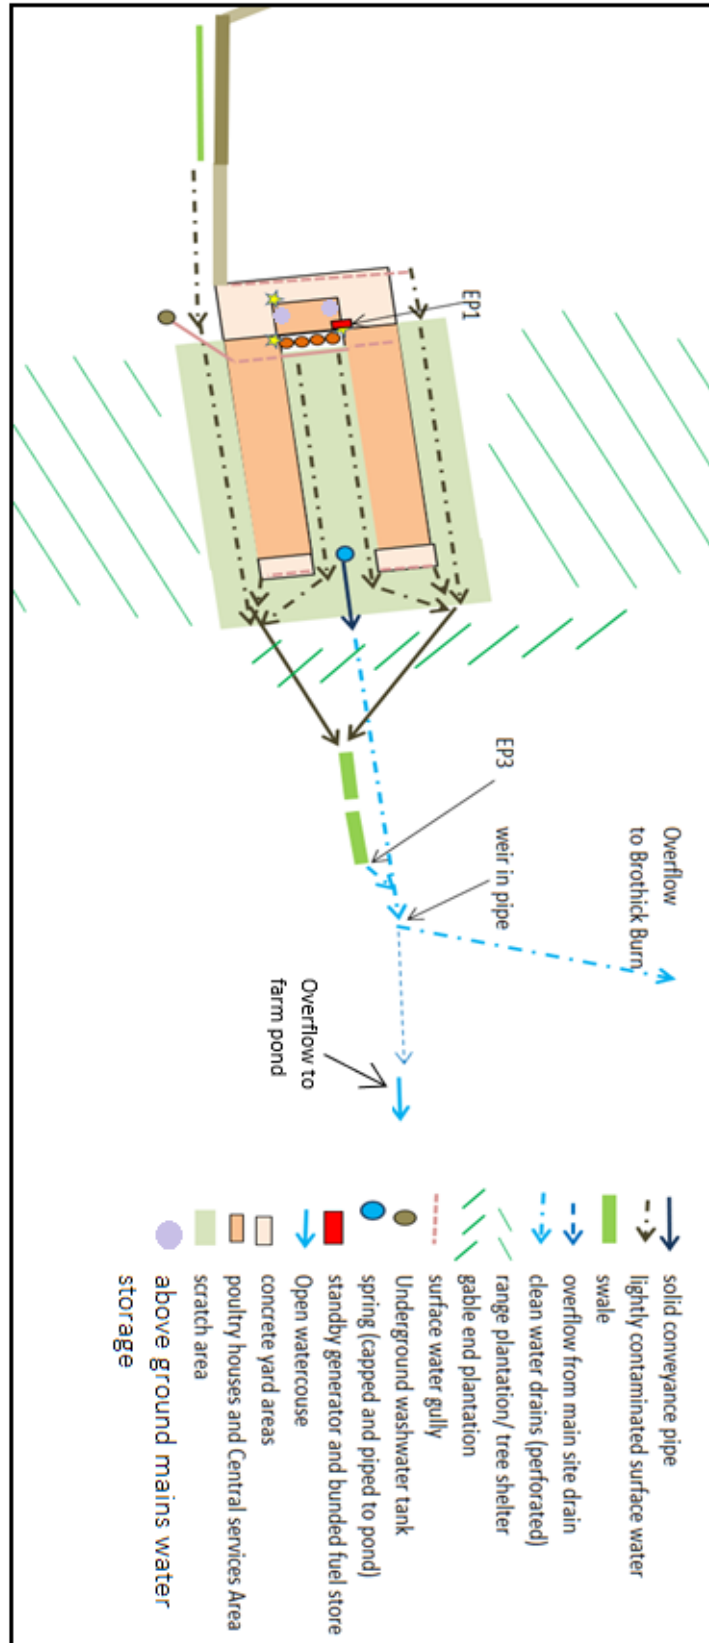 EP1
EP3
weir in pipe
Overflow
to Brothick Burn
Overflow to
farm pond
solid conveyance pipe
lightly contaminated surface water
swale
overflow from main site drain
clean water drains (perforated)
range plantation/ tree shelter
gable end plantation
surface water gully
Underground washwater tank
spring (capped and piped to pond)
standby generator and bunded fuel store
Open watercouse
concrete yard areas
poultry houses and Central services Area
scratch area
above ground mains water
storage